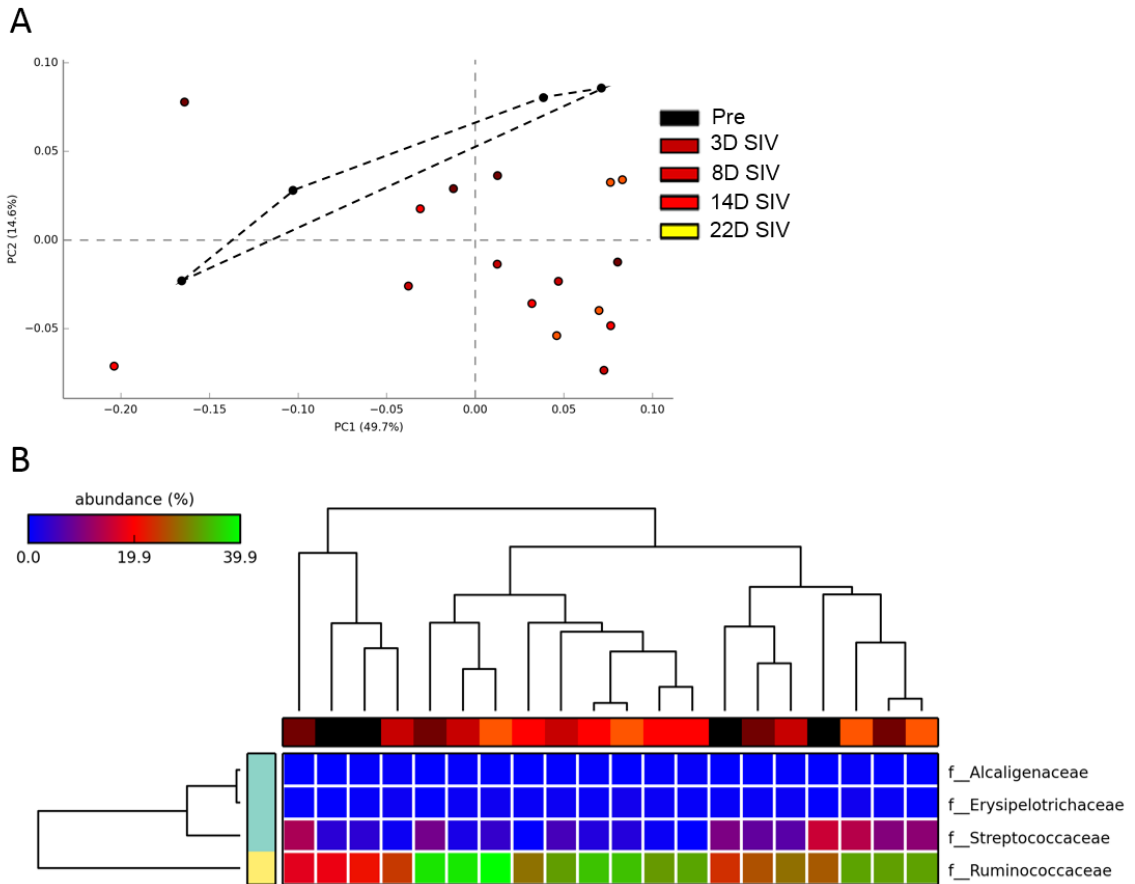 A
0.10
0.05
0.00
−0.05
PC2 (14.6%)
−0.20 −0.15 −0.10 −0.05 0.00 0.05 0.10
PC1 (49.7%)
Pre
3D SIV
8D SIV
14D SIV
22D SIV
B
abundance (%)
0.0 19.9 39.9
f__Alcaligenaceae
f__Erysipelotrichaceae
f__Streptococcaceae
f__Ruminococcaceae